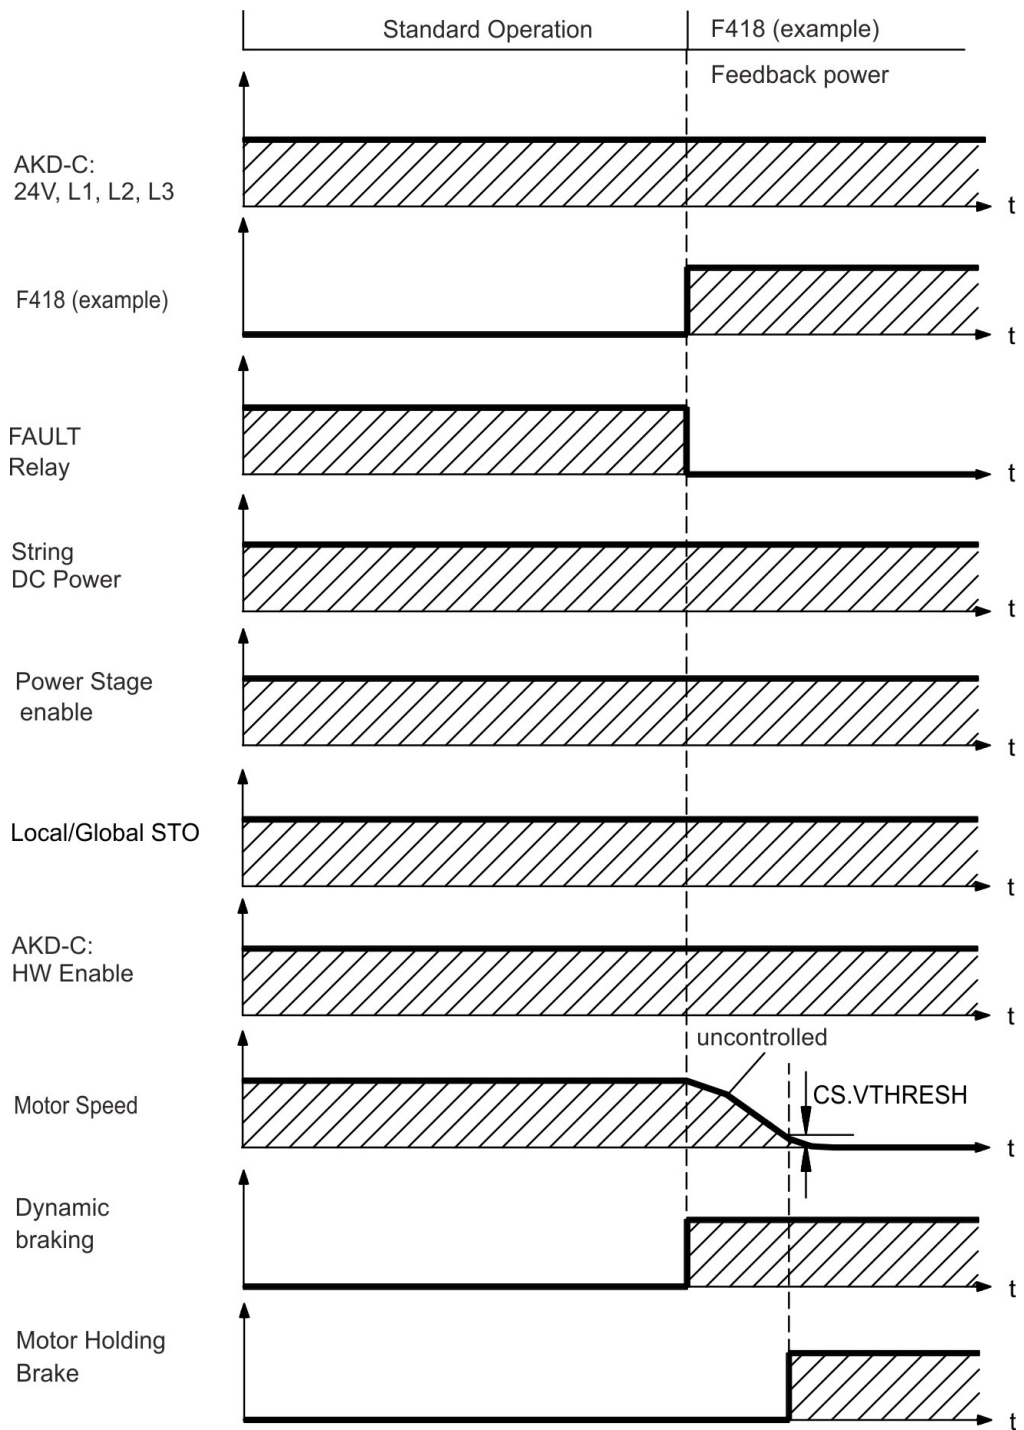 Standard Operation
F418 (example)
Feedback power
AKD-C:
24V, L1, L2, L3
t
F418 (example)
t
FAULT
Relay
t
String
DC Power
t
Power Stage
enable
t
Local/Global STO
t
AKD-C:
HW Enable
t
uncontrolled
CS.VTHRESH
Motor Speed
t
Dynamic
braking
t
Motor Holding
Brake
t